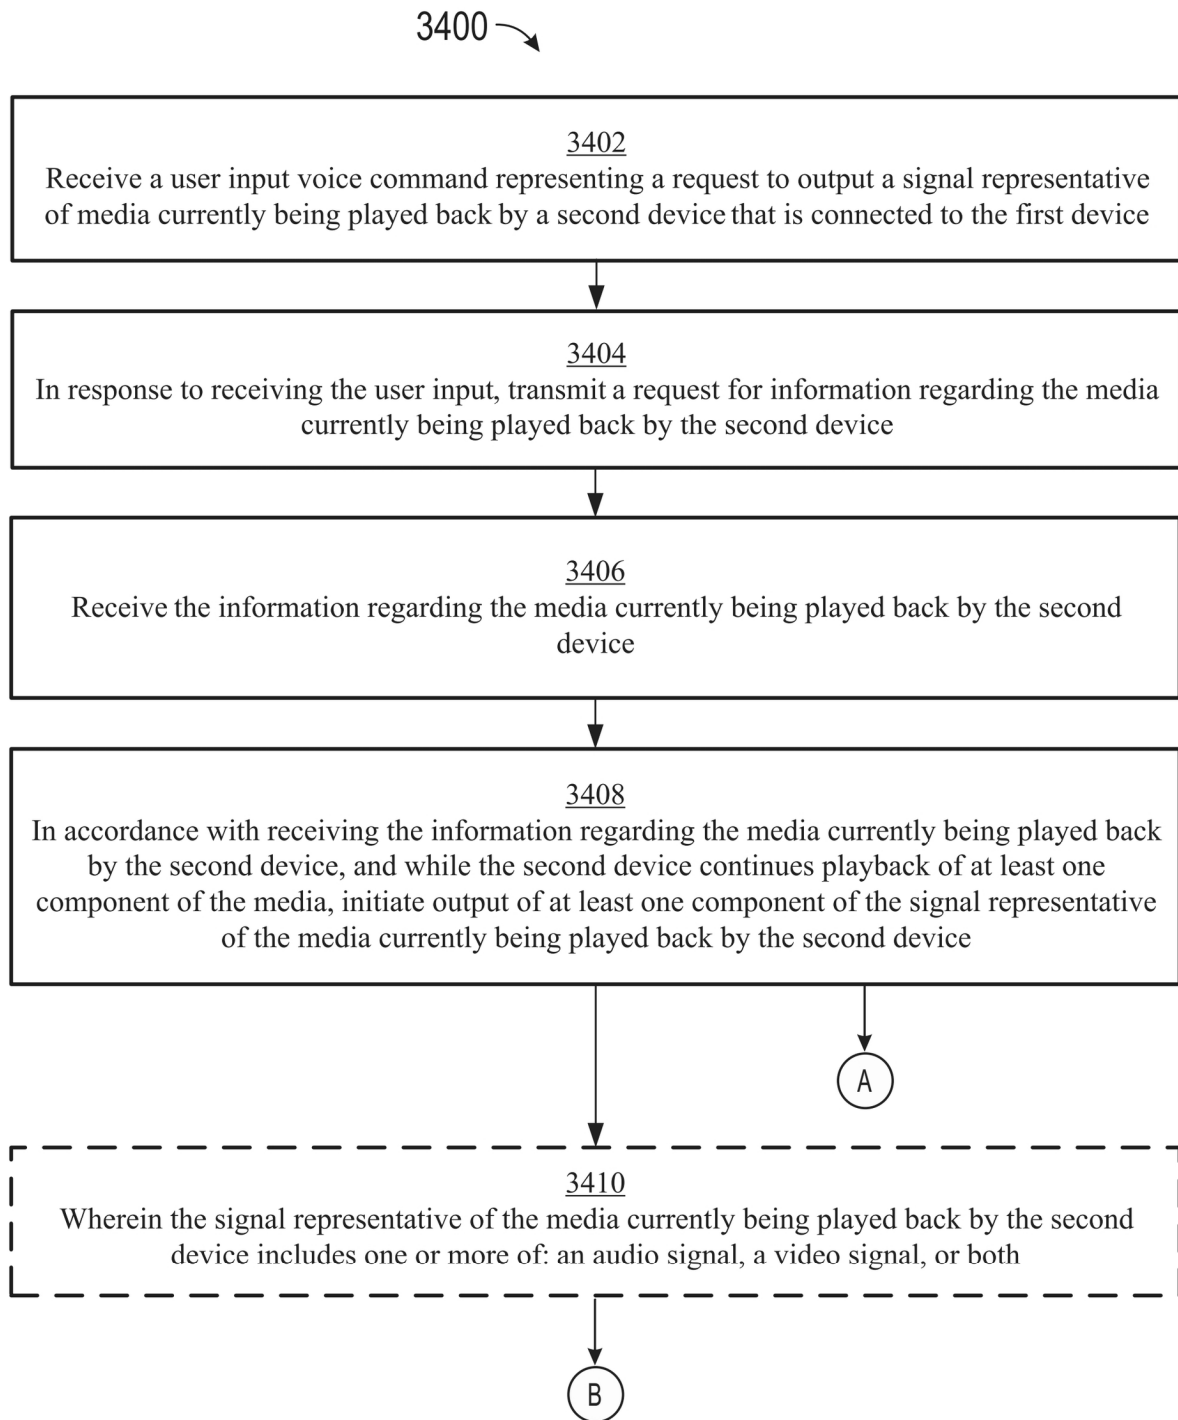 3400
3402
Receive a user input voice command representing a request to output a signal representative
of media currently being played back by a second device that is connected to the first device
3404
In response to receiving the user input, transmit a request for information regarding the media
currently being played back by the second device
3406
Receive the information regarding the media currently being played back by the second
device
3408
In accordance with receiving the information regarding the media currently being played back
by the second device, and while the second device continues playback of at least one
component of the media, initiate output of at least one component of the signal representative
of the media currently being played back by the second device
A
3410
Wherein the signal representative of the media currently being played back by the second
device includes one or more of: an audio signal, a video signal, or both
B